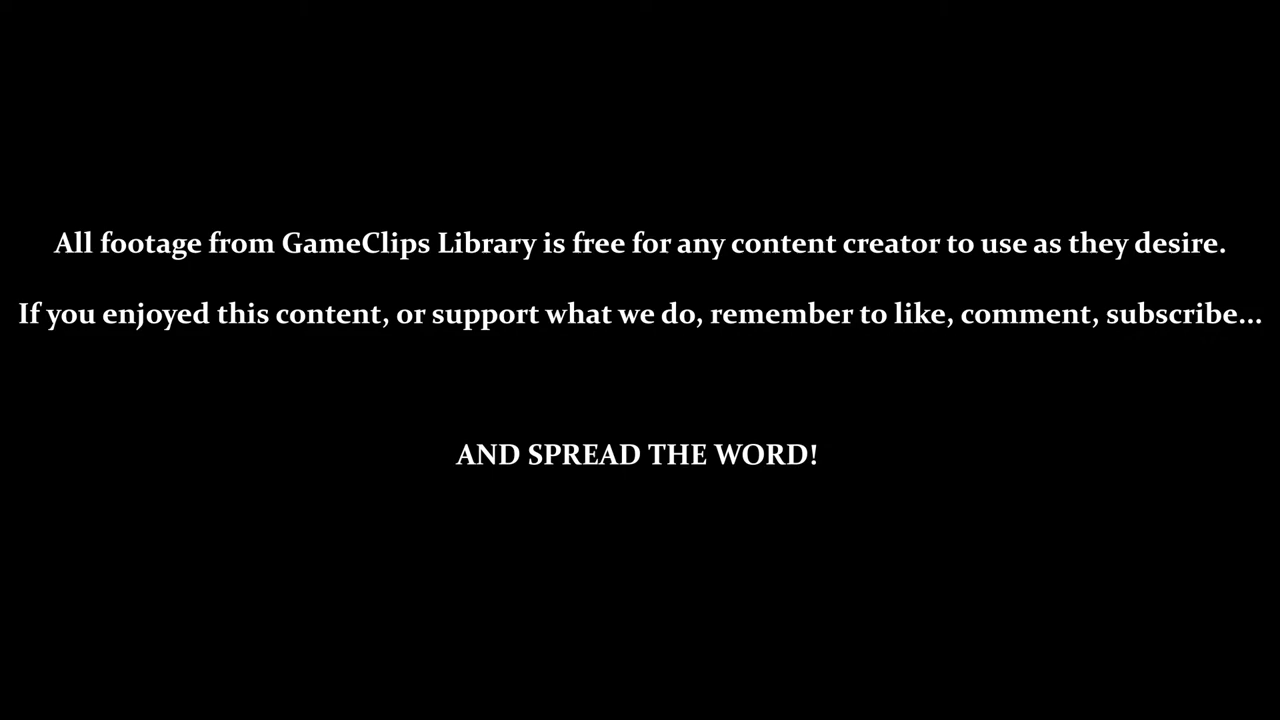 All footage from GameClips Library is free for any content creator to use as they desire.
If you enjoyed this content, or support what we do, remember to like, comment, subscribe...
AND SPREAD THE WORD!